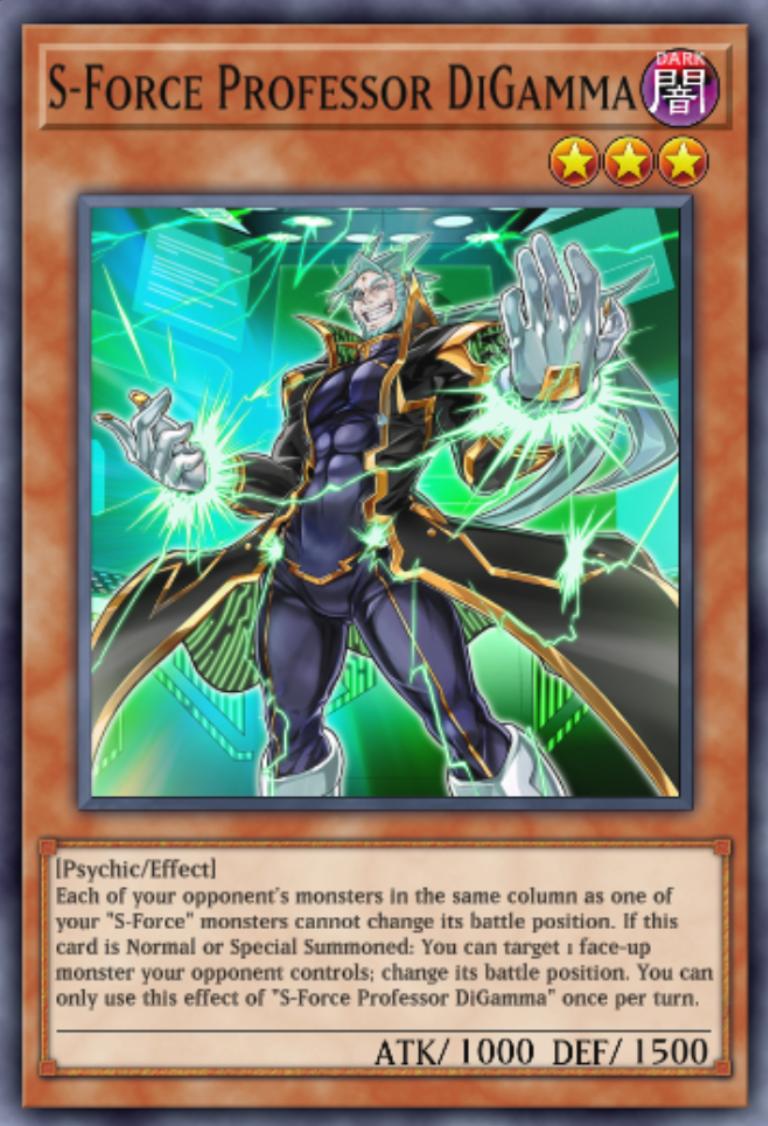 S-Force Professor DiGamma
DARK
闇
[Psychic/Effect]
Each of your opponent's monsters in the same column as one of
your "S-Force" monsters cannot change its battle position. If this
card is Normal or Special Summoned: You can target 1 face-up
monster your opponent controls; change its battle position. You can
only use this effect of "S-Force Professor DiGamma" once per turn.
ATK/ 1000 DEF/ 1500